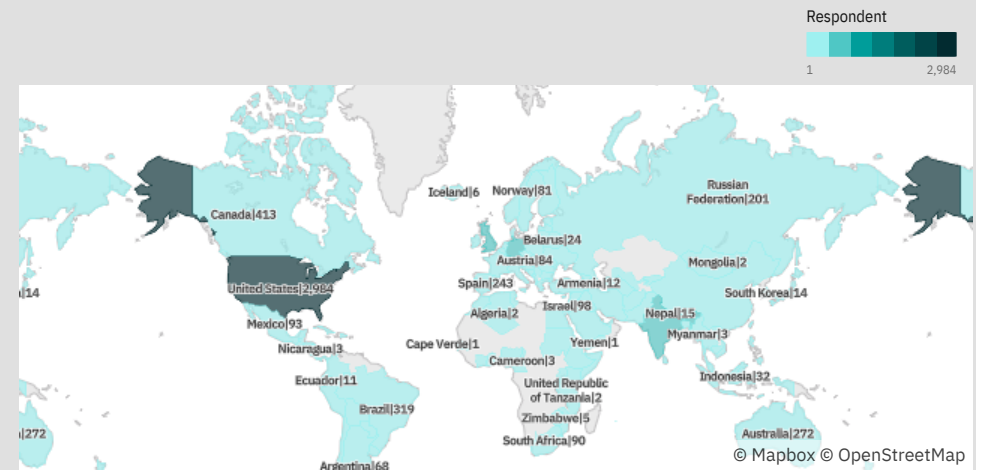 Respondent
1 2,984
Iceland|6 Norway|81
Russian
Federation|201
Canada|413
Belarus|24
Austria|84
Mongolia|2
Spain|243
Armenia|12
United States|2,984
|14
South Korea|14
Israel|98
Algeria|2
Nepal|15
Mexico|93
Myanmar|3
Cape Verde|1
Yemen|1
Nicaragua|3
Cameroon|3
Indonesia|32
Ecuador|11
United Republic
of Tanzania|2
Brazil|319
Zimbabwe|5
|272
Australia|272
South Africa|90
© Mapbox © OpenStreetMap
Argentina|68